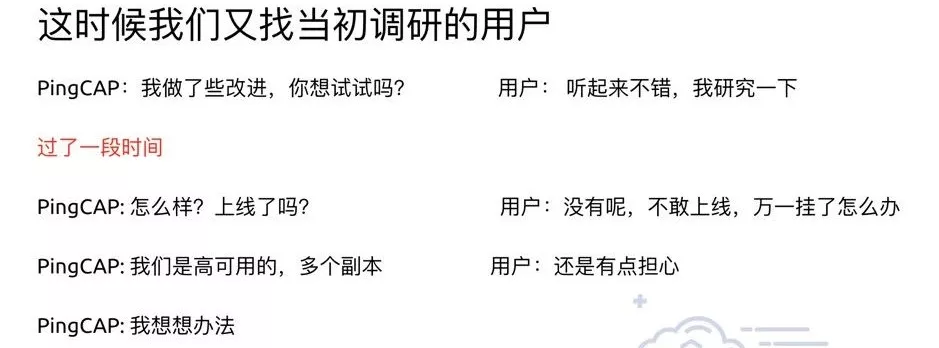 这时候我们又找当初调研的用户
PingCAP：我做了些改进，你想试试吗？ 用户： 听起来不错，我研究一下
过了一段时间
PingCAP: 怎么样？上线了吗？ 用户：没有呢，不敢上线，万一挂了怎么办
PingCAP: 我们是高可用的，多个副本 用户：还是有点担心
PingCAP: 我想想办法